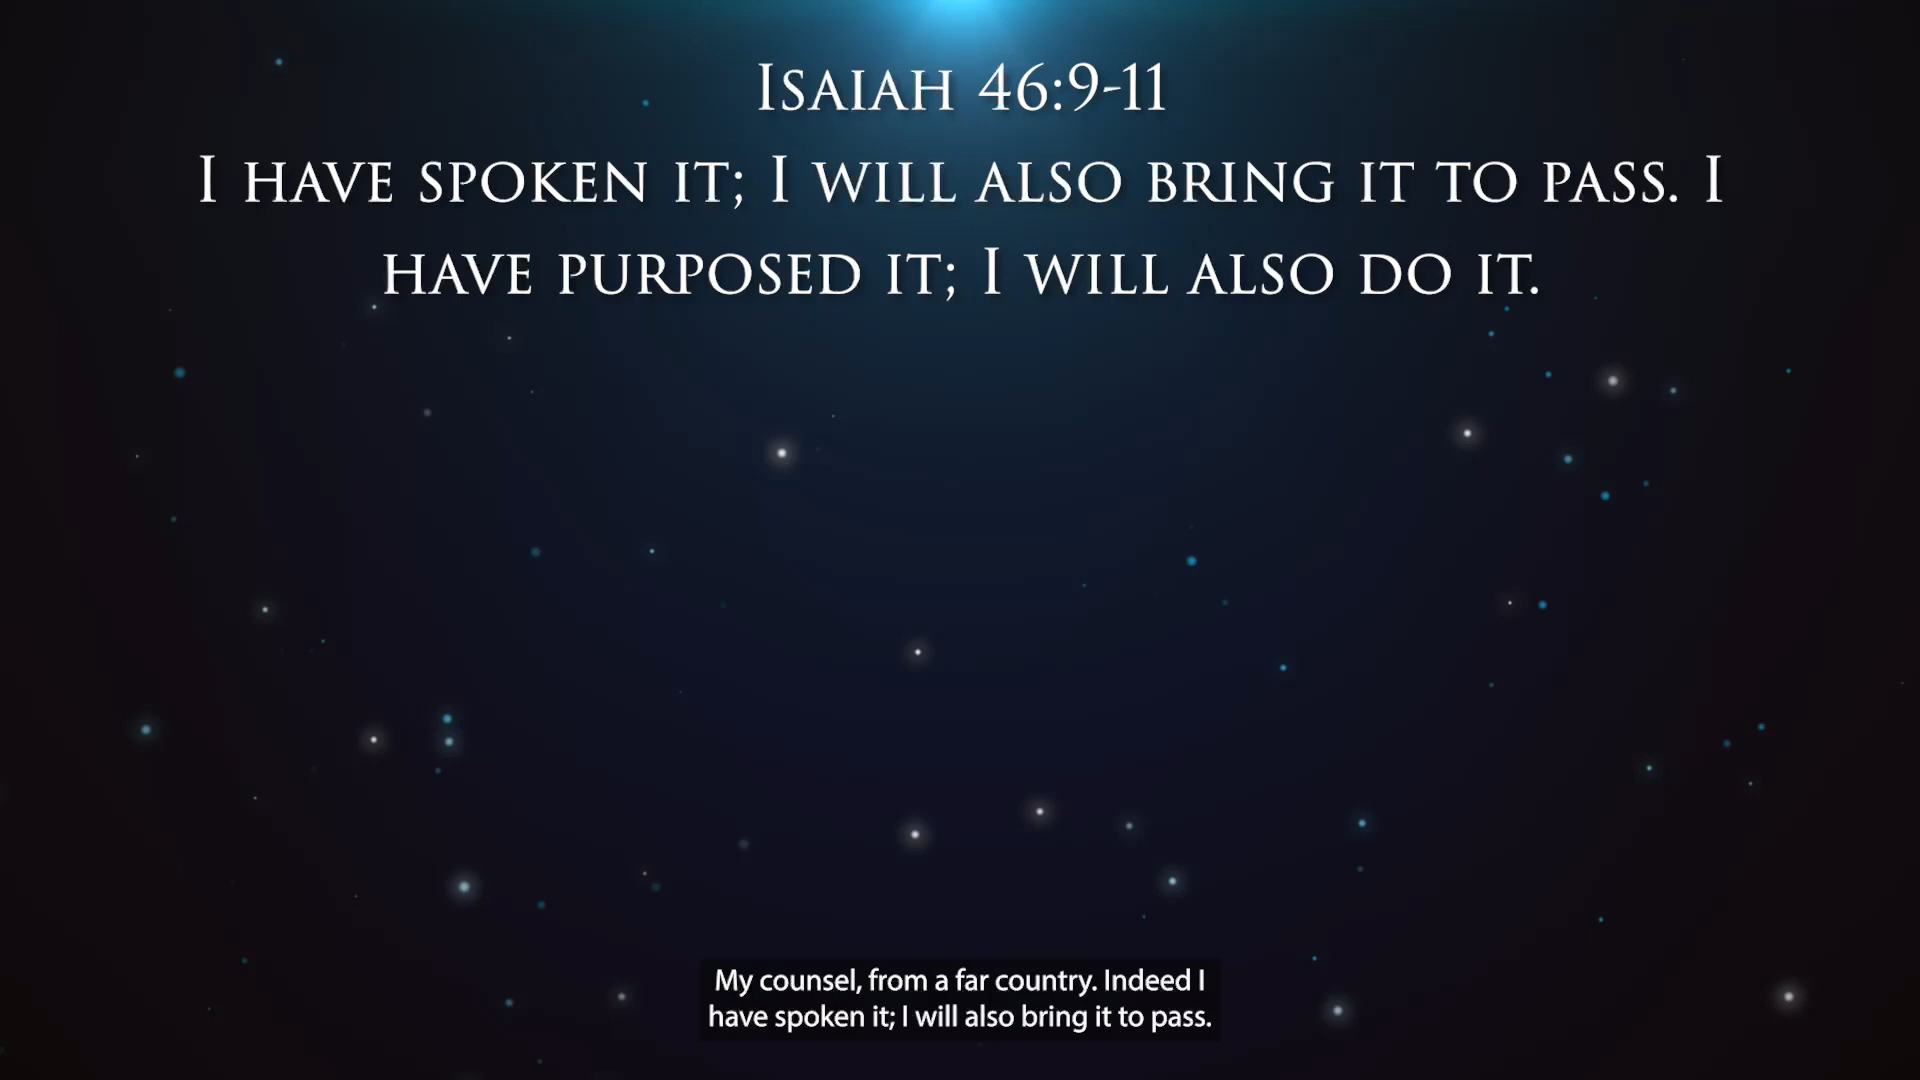 Isaiah 46:9-11
I have spoken it; I will also bring it to pass. I
have purposed it; I will also do it.
My counsel, from a far country. Indeed I
have spoken it; I will also bring it to pass.